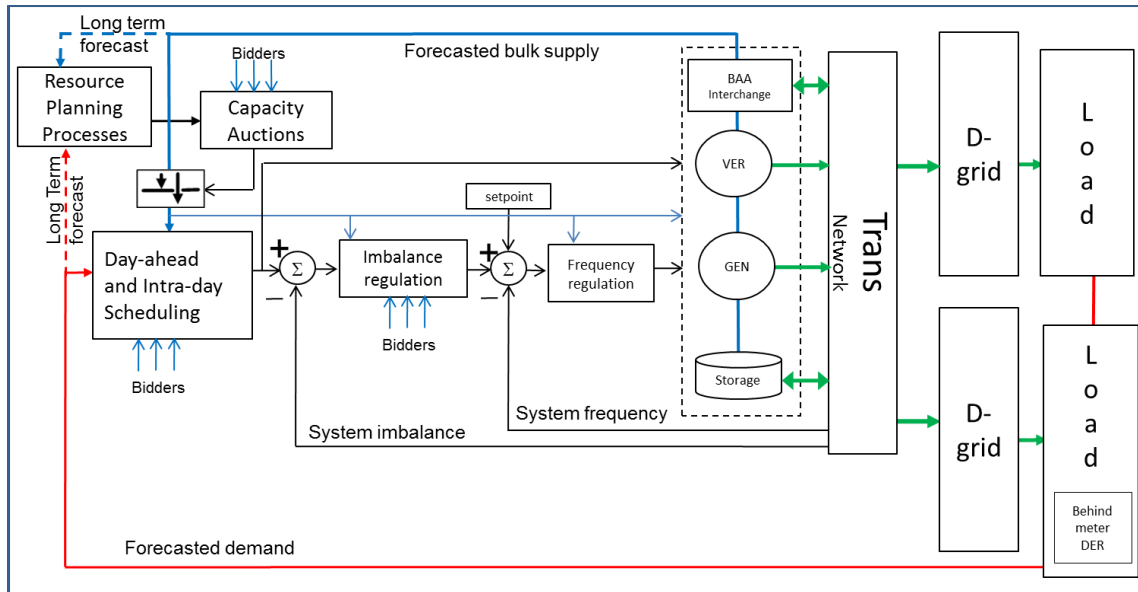 Long term
forecast
Resource
Planning
Processes
Bidders
Capacity
Auctions
Forecasted bulk supply
BAA
Interchange
VER
GEN
Storage
Trans
Network
D-
grid
L
o
a
d
Long Term
forecast
Day-ahead
and Intra-day
Scheduling
Bidders
+
Σ
−
Imbalance
regulation
Bidders
setpoint
+
Σ
−
Frequency
regulation
System frequency
System imbalance
D-
grid
L
o
a
d
Behind
meter
DER
Forecasted demand